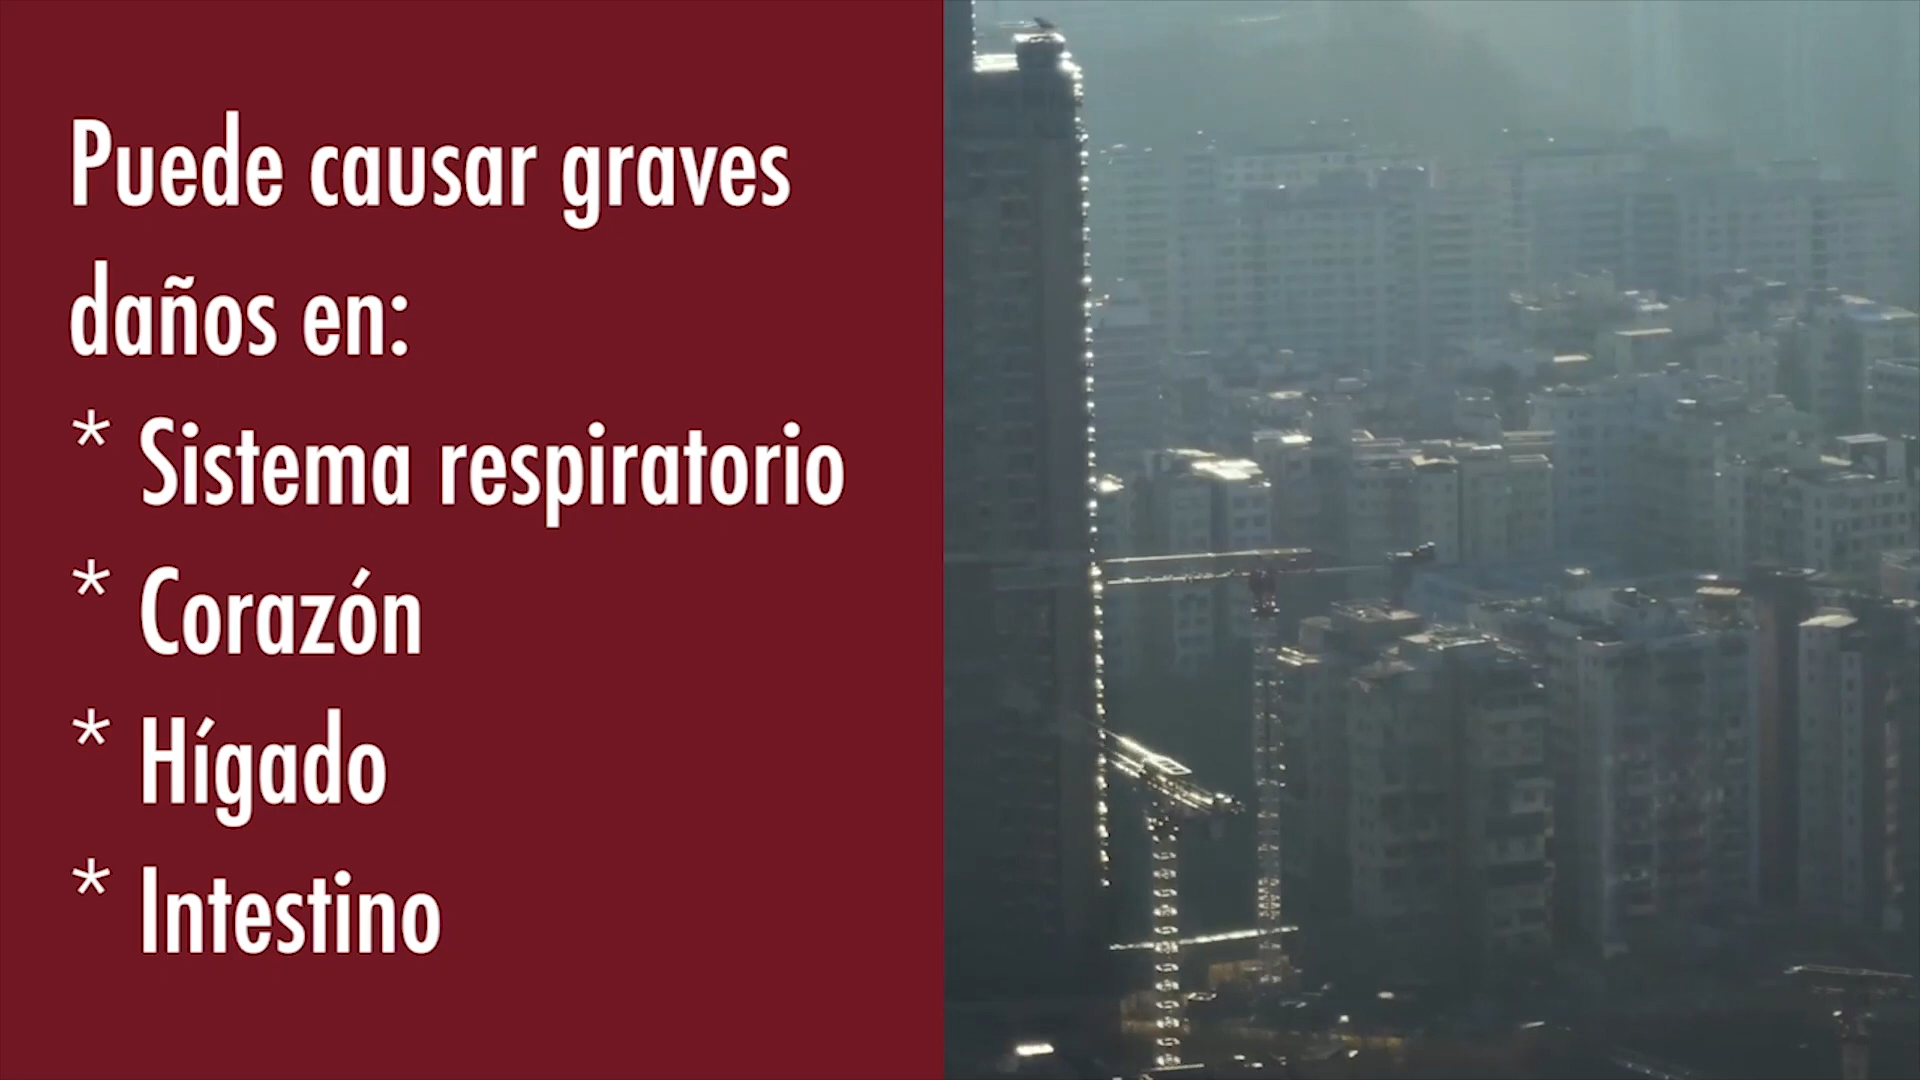 Puede causar graves
daños en:
* Sistema respiratorio
* Corazón
* Hígado
* Intestino